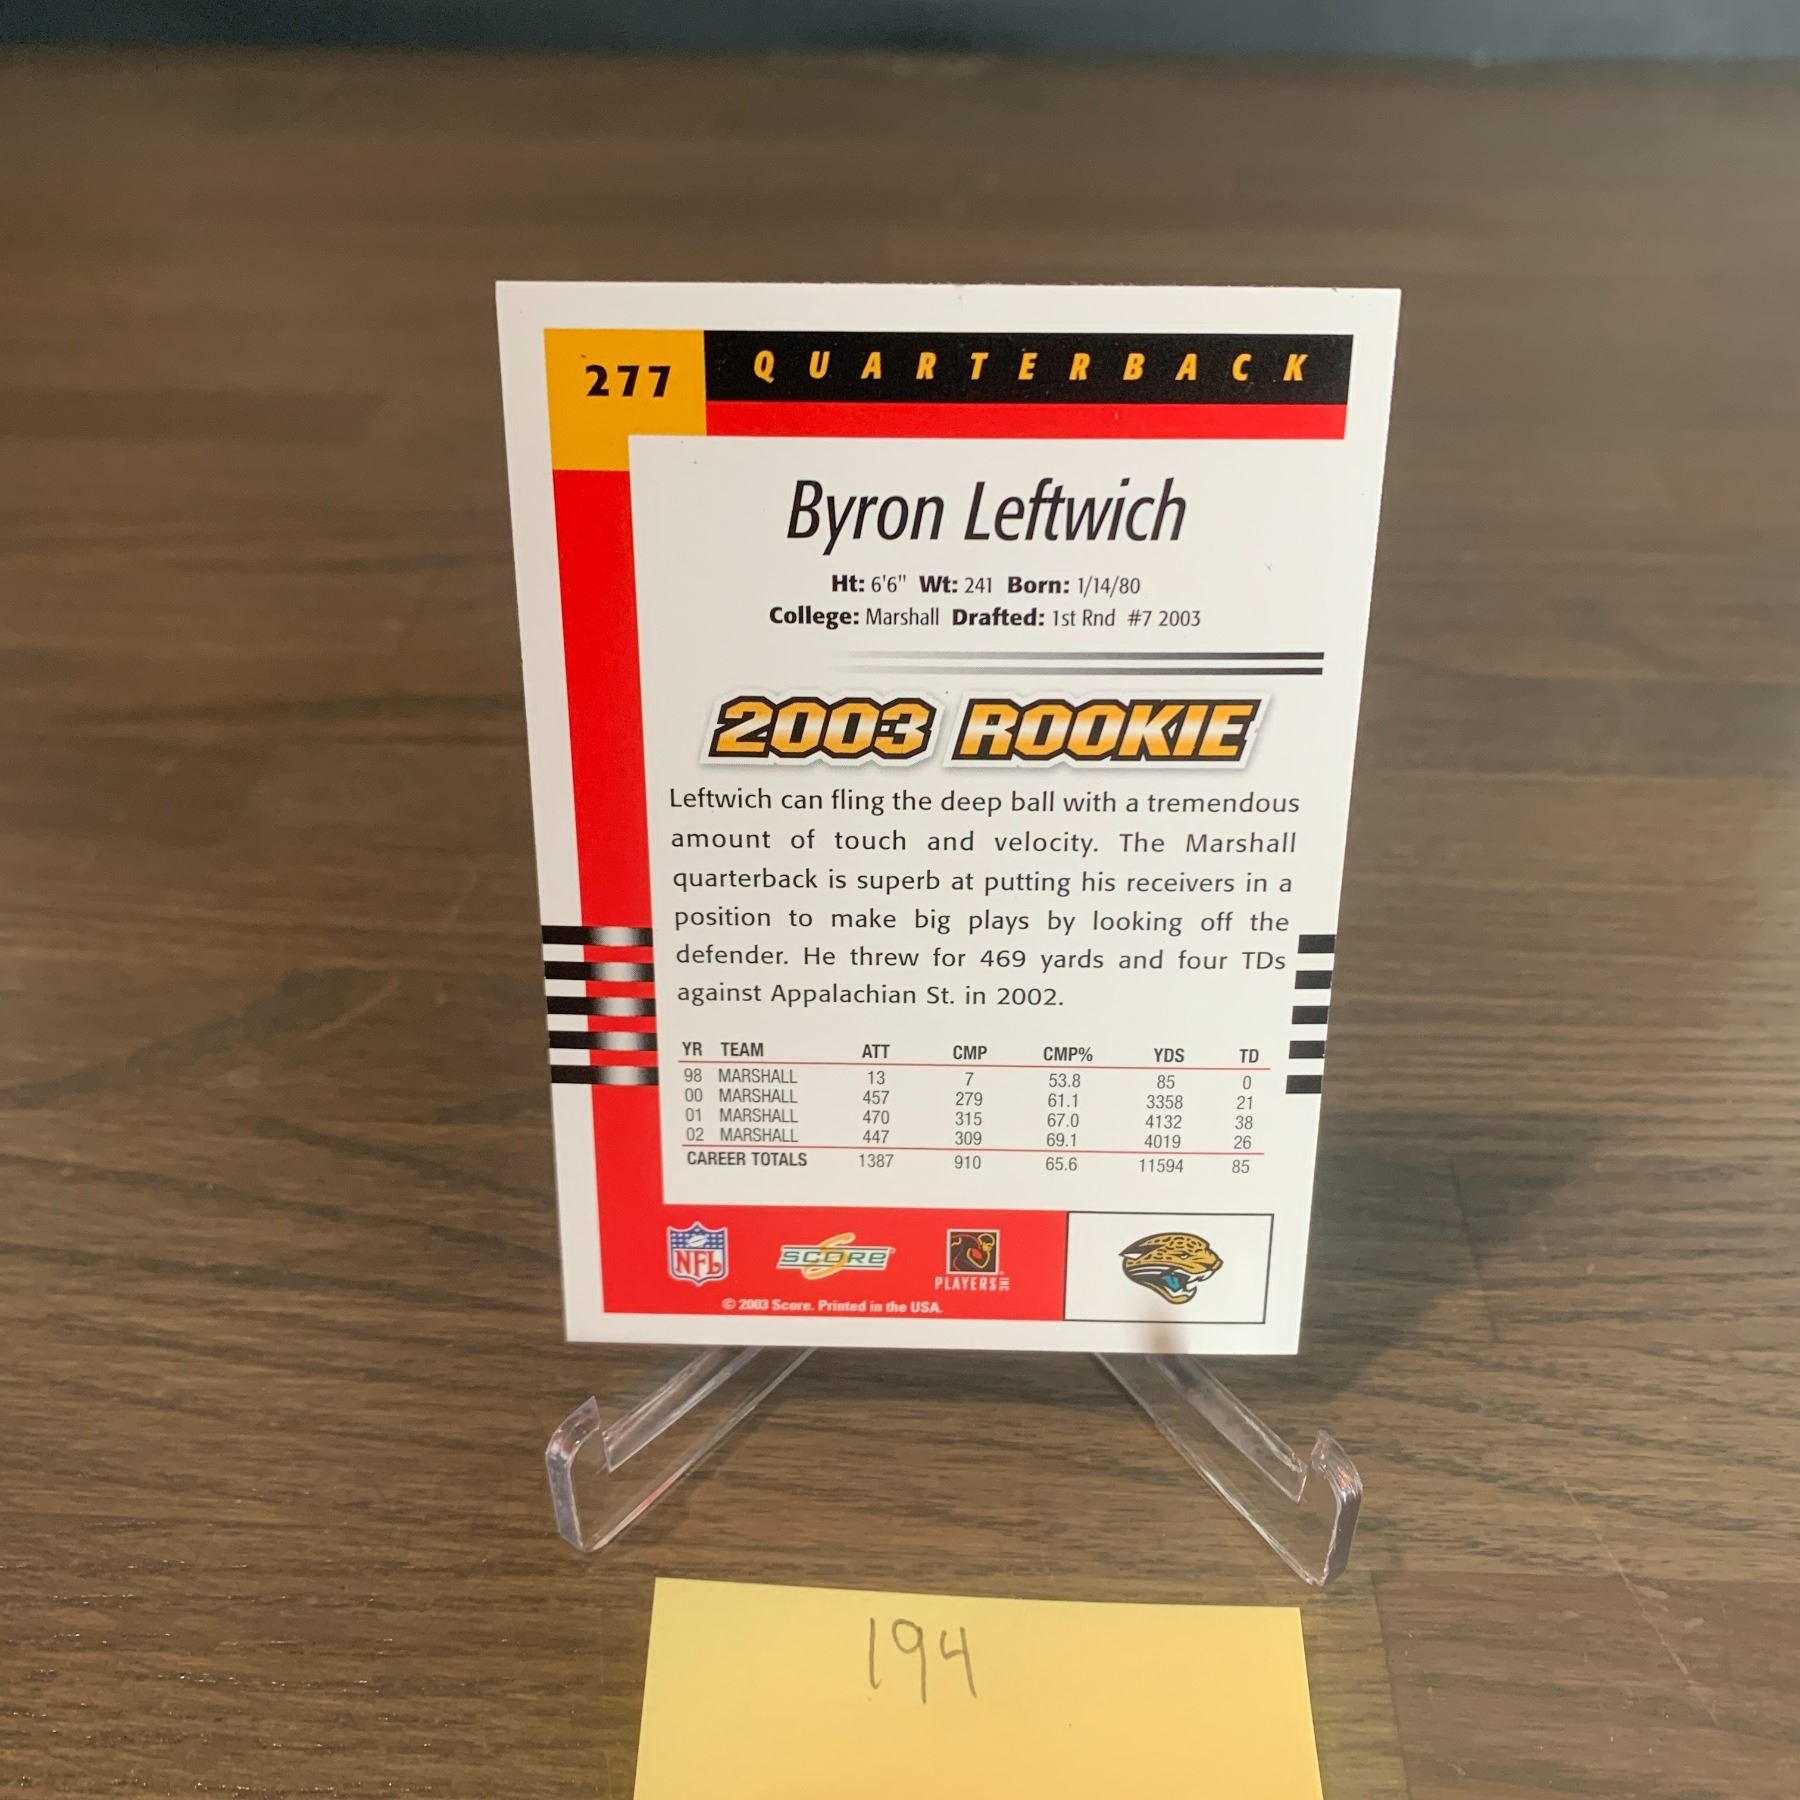 277
QUARTERBACK
Byron Leftwich
Ht: 6'6" Wt: 241 Born: 1/14/80
College: Marshall Drafted: 1st Rnd #7 2003
2003 ROOKIE
Leftwich can fling the deep ball with a tremendous
amount of touch and velocity. The Marshall
quarterback is superb at putting his receivers in a
position to make big plays by looking off the
defender. He threw for 469 yards and four TDs
against Appalachian St. in 2002.
YR TEAM ATT CMP CMP% YDS TD
98 MARSHALL 13 7 53.8 85 0
00 MARSHALL 457 279 61.1 3358 21
01 MARSHALL 470 315 67.0 4132 38
02 MARSHALL 447 309 69.1 4019 26
CAREER TOTALS 1387 910 65.6 11594 85
NFL SCORE
PLAYERS INC
© 2003 Score. Printed in the USA.
194